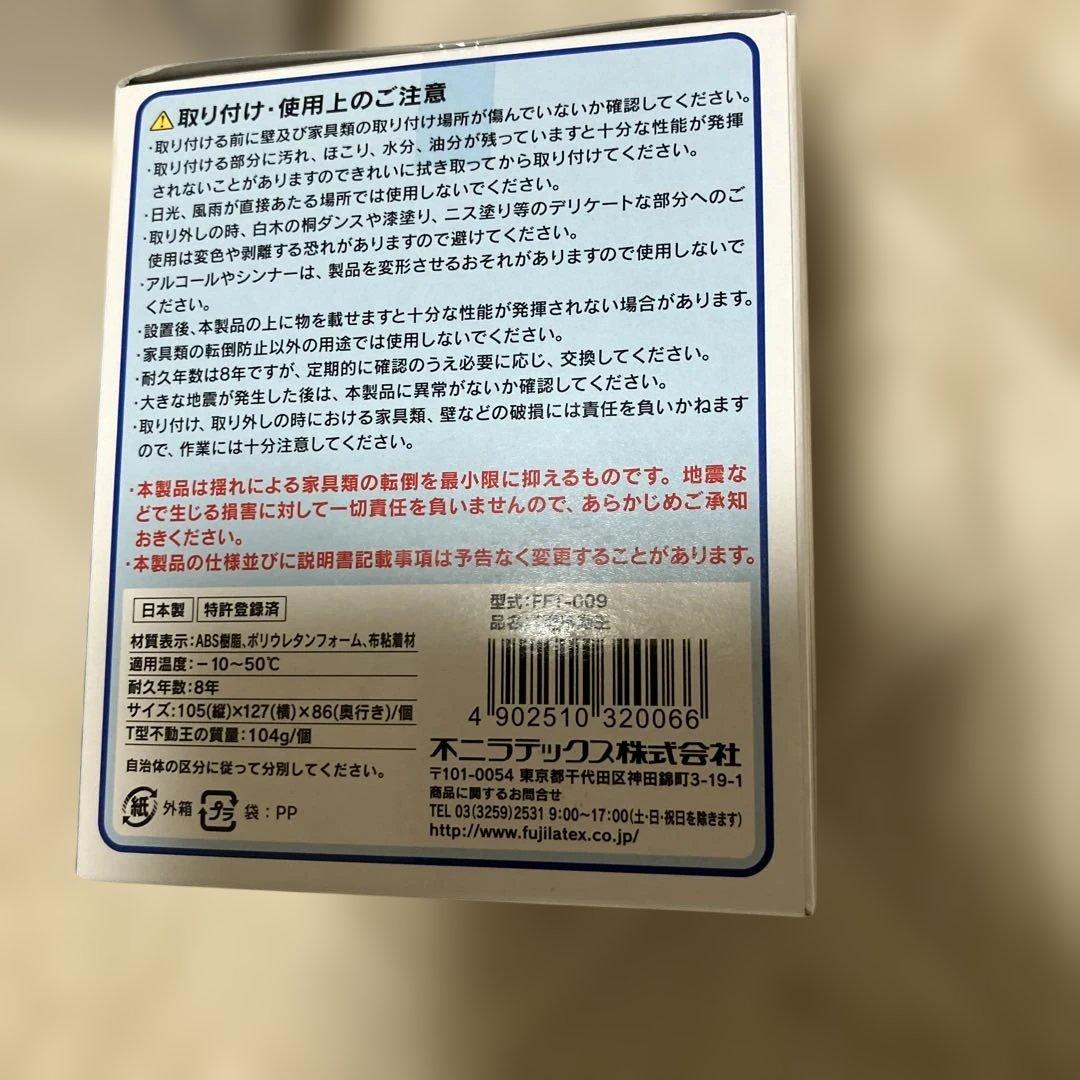 取り付け・使用上のご注意
・取り付ける前に壁及び家具類の取り付け場所が傷んでいないか確認してください。
・取り付ける部分に汚れ、ほこり、水分、油分が残っていますと十分な性能が発揮
されないことがありますのできれいに拭き取ってから取り付けてください。
・日光、風雨が直接あたる場所では使用しないでください。
・取り外しの時、白木の桐ダンスや漆塗り、ニス塗り等のデリケートな部分へのご
使用は変色や剥離する恐れがありますので避けてください。
・アルコールやシンナーは、製品を変形させるおそれがありますので使用しないで
ください。
・設置後、本製品の上に物を載せますと十分な性能が発揮されない場合があります。
・家具類の転倒防止以外の用途では使用しないでください。
・耐久年数は8年ですが、定期的に確認のうえ必要に応じ、交換してください。
・大きな地震が発生した後は、本製品に異常がないか確認してください。
・取り付け、取り外しの時における家具類、壁などの破損には責任を負いかねます
ので、作業には十分注意してください。
・本製品は揺れによる家具類の転倒を最小限に抑えるものです。地震な
どで生じる損害に対して一切責任を負いませんので、あらかじめご承知
おきください。
・本製品の仕様並びに説明書記載事項は予告なく変更することがあります。
日本製 特許登録済
材質表示:ABS樹脂、ポリウレタンフォーム、布粘着材
適用温度:−10〜50℃
耐久年数:8年
サイズ:105(縦)×127(横)×86(奥行き)/個
T型不動王の質量:104g/個
自治体の区分に従って分別してください。
紙 外箱 プラ 袋:PP
型式:
品名
4 902510 320066
不二ラテックス株式会社
〒101-0054 東京都千代田区神田錦町3-19-1
商品に関するお問合せ
TEL 03(3259)2531 9:00〜17:00(土・日・祝日を除きます)
http://www.fujilatex.co.jp/